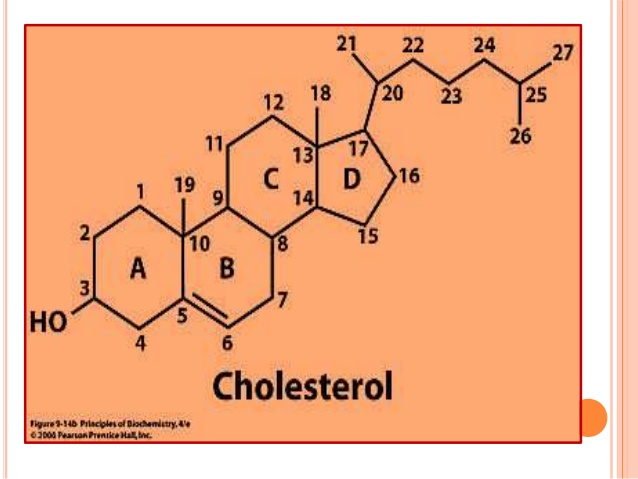 21 22 24 27
20 23 25
26
12 18
11 13 17
C D 16
1 19 9 14
15
2 10 8
A B
3 7
HO 5
4 6
Cholesterol
Figure 9-14b Principles of Biochemistry, 4/e
© 2006 Pearson Prentice Hall, Inc.